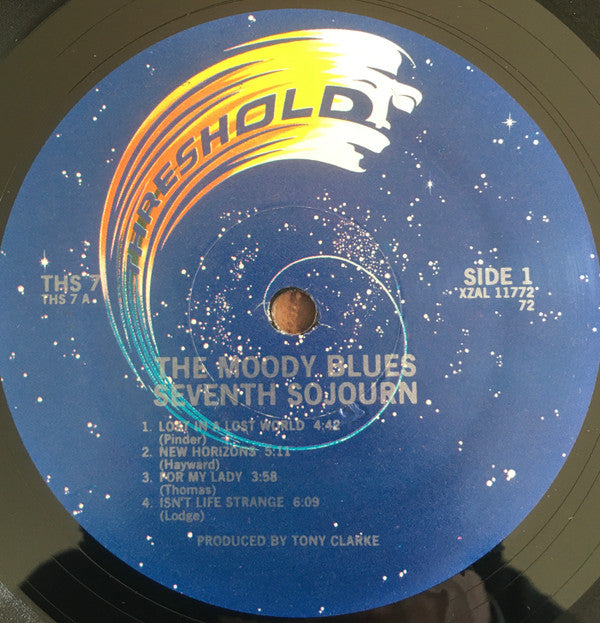 THRESHOLD
THS 7
THS 7 A
SIDE 1
XZAL 11772
72
THE MOODY BLUES
SEVENTH SOJOURN
1. LOST IN A LOST WORLD 4:42
(Pinder)
2. NEW HORIZONS 5:11
(Hayward)
3. FOR MY LADY 3:58
(Thomas)
4. ISN'T LIFE STRANGE 6:09
(Lodge)
PRODUCED BY TONY CLARKE